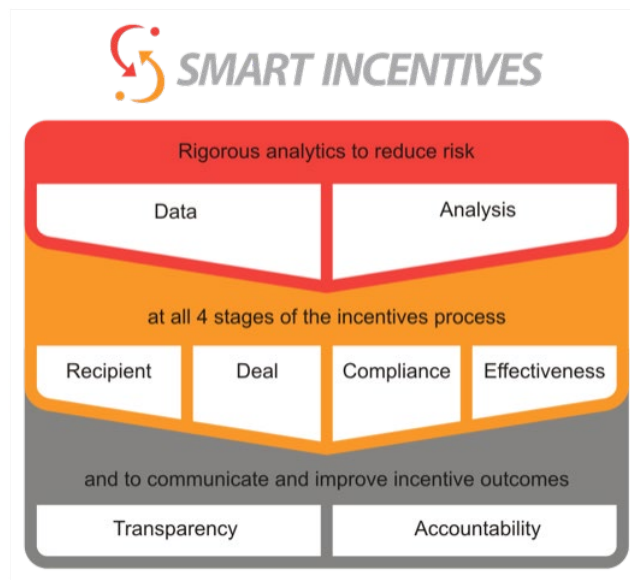 SMART INCENTIVES
Rigorous analytics to reduce risk
Data Analysis
at all 4 stages of the incentives process
Recipient Deal Compliance Effectiveness
and to communicate and improve incentive outcomes
Transparency Accountability